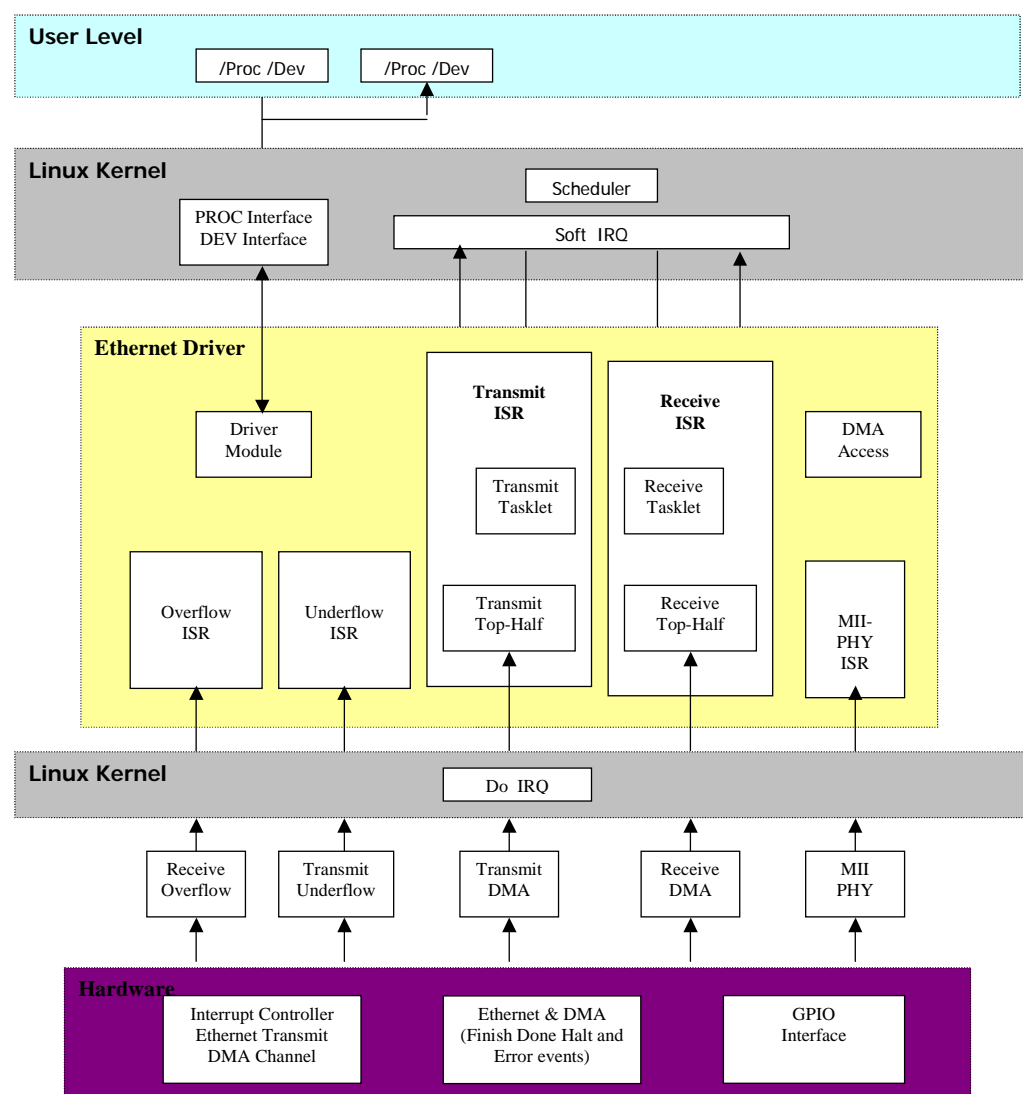 User Level
/Proc /Dev
/Proc /Dev
Linux Kernel
Scheduler
PROC Interface
DEV Interface
Soft IRQ
Ethernet Driver
Transmit
ISR
Receive
ISR
Driver
Module
DMA
Access
Transmit
Tasklet
Receive
Tasklet
Overflow
ISR
Underflow
ISR
Transmit
Top-Half
Receive
Top-Half
MII-
PHY
ISR
Linux Kernel
Do IRQ
Receive
Overflow
Transmit
Underflow
Transmit
DMA
Receive
DMA
MII
PHY
Hardware
Interrupt Controller
Ethernet Transmit
DMA Channel
Ethernet & DMA
(Finish Done Halt and
Error events)
GPIO
Interface